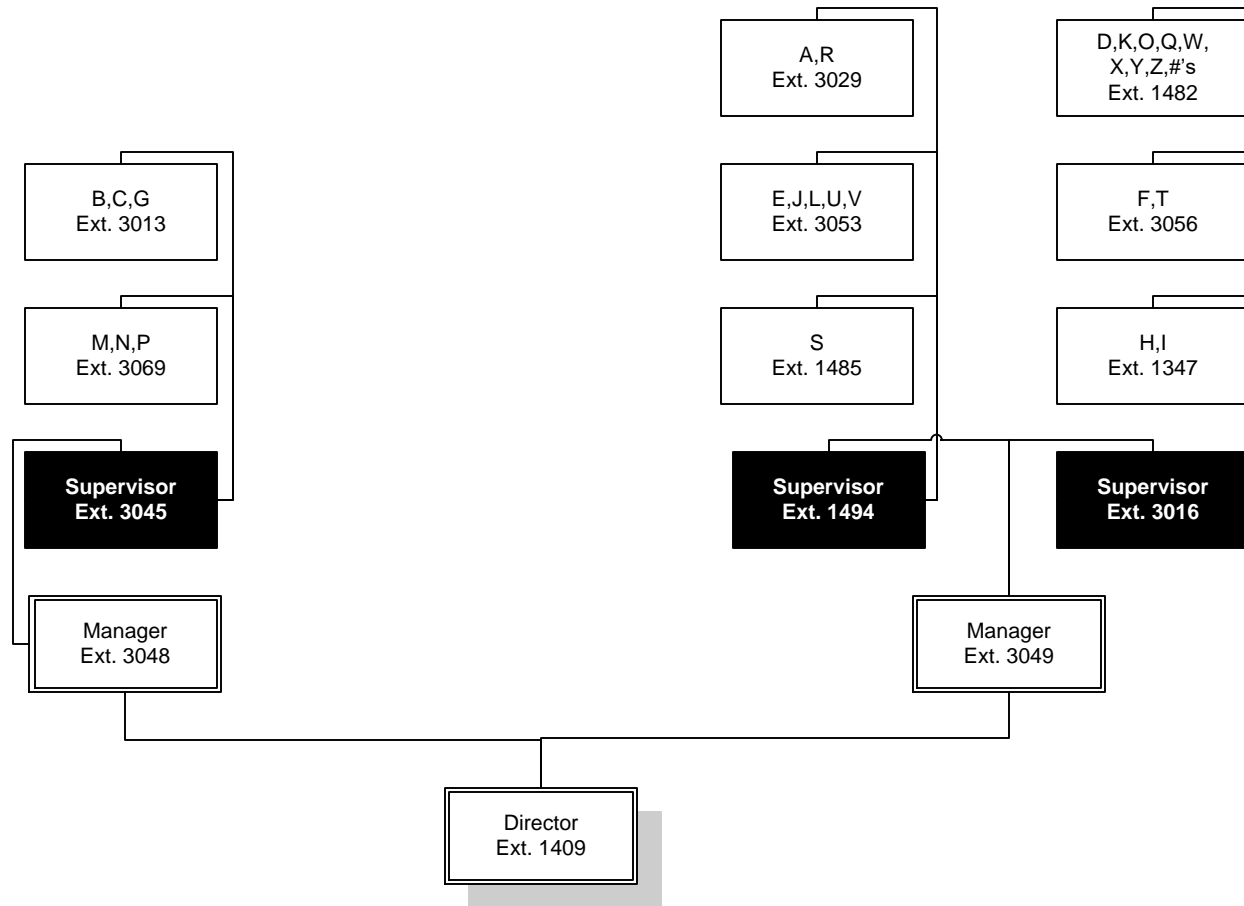 A,R
Ext. 3029
D,K,O,Q,W,
X,Y,Z,#'s
Ext. 1482
B,C,G
Ext. 3013
E,J,L,U,V
Ext. 3053
F,T
Ext. 3056
M,N,P
Ext. 3069
S
Ext. 1485
H,I
Ext. 1347
Supervisor
Ext. 3045
Supervisor
Ext. 1494
Supervisor
Ext. 3016
Manager
Ext. 3048
Manager
Ext. 3049
Director
Ext. 1409